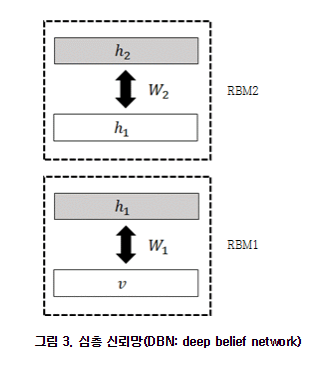 h₂
W₂
RBM2
h₁
h₁
W₁
RBM1
v
그림 3. 심층 신뢰망(DBN: deep belief network)